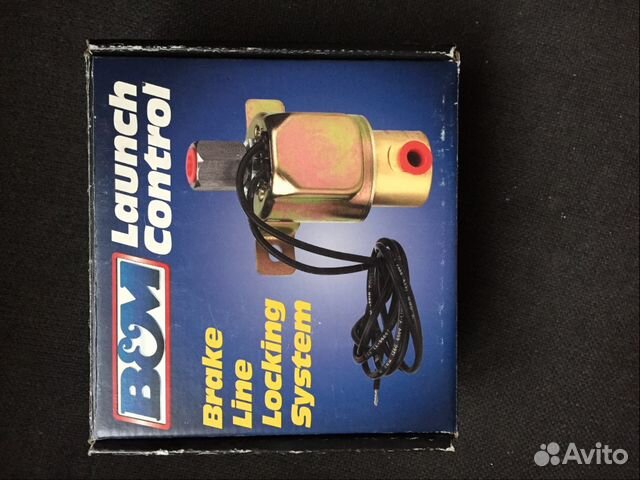 B&M
Launch
Control
Brake
Line
Locking
System
Avito